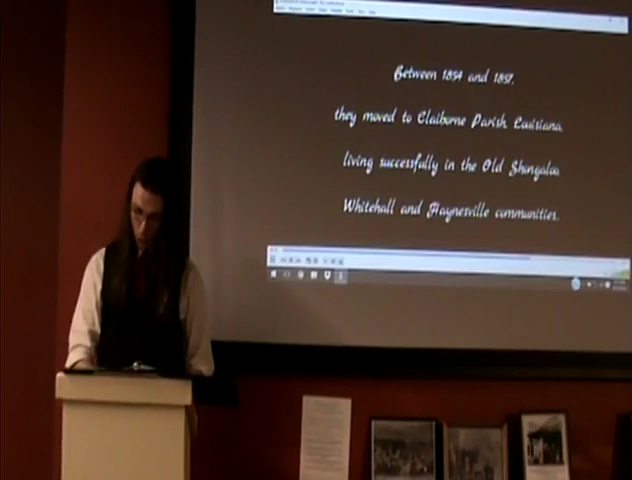 Between 1854 and 1857,
they moved to Claiborne Parish, Louisiana,
living successfully in the Old Shongaloo
Whitehall and Haynesville communities.